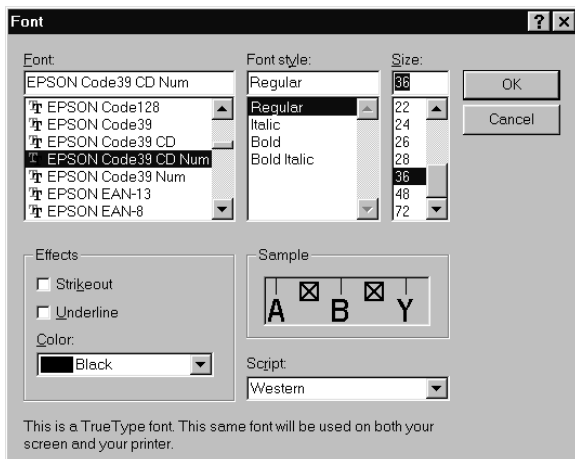 Font
Font:
EPSON Code39 CD Num
EPSON Code128
EPSON Code39
EPSON Code39 CD
EPSON Code39 CD Num
EPSON Code39 Num
EPSON EAN-13
EPSON EAN-8
Font style:
Regular
Regular
Italic
Bold
Bold Italic
Size:
36
22
24
26
28
36
48
72
OK
Cancel
Effects
Strikeout
Underline
Color:
Black
Sample
A B Y
Script:
Western
This is a TrueType font. This same font will be used on both your
screen and your printer.